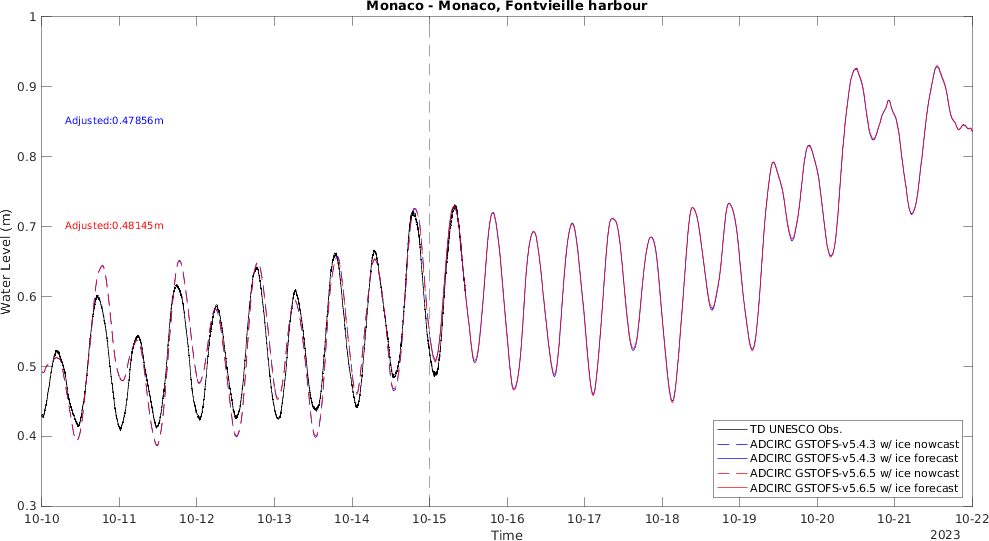 Monaco - Monaco, Fontvieille harbour
1
0.9
0.8
0.7
0.6
0.5
0.4
0.3
Water Level (m)
Adjusted:0.47856m
Adjusted:0.48145m
TD UNESCO Obs.
ADCIRC GSTOFS-v5.4.3 w/ ice nowcast
ADCIRC GSTOFS-v5.4.3 w/ ice forecast
ADCIRC GSTOFS-v5.6.5 w/ ice nowcast
ADCIRC GSTOFS-v5.6.5 w/ ice forecast
10-10 10-11 10-12 10-13 10-14 10-15 10-16 10-17 10-18 10-19 10-20 10-21 10-22
Time
2023